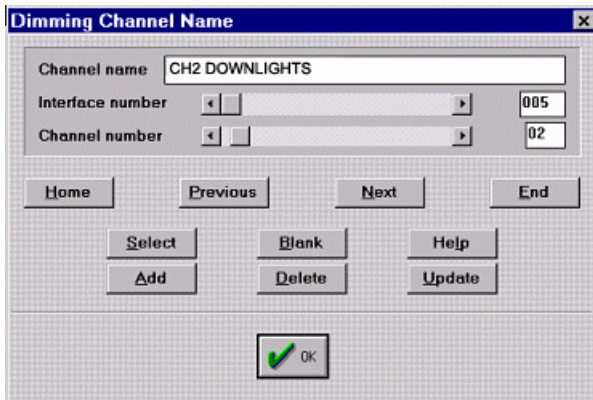 Dimming Channel Name
Channel name CH2 DOWNLIGHTS
Interface number 005
Channel number 02
Home Previous Next End
Select Blank Help
Add Delete Update
OK